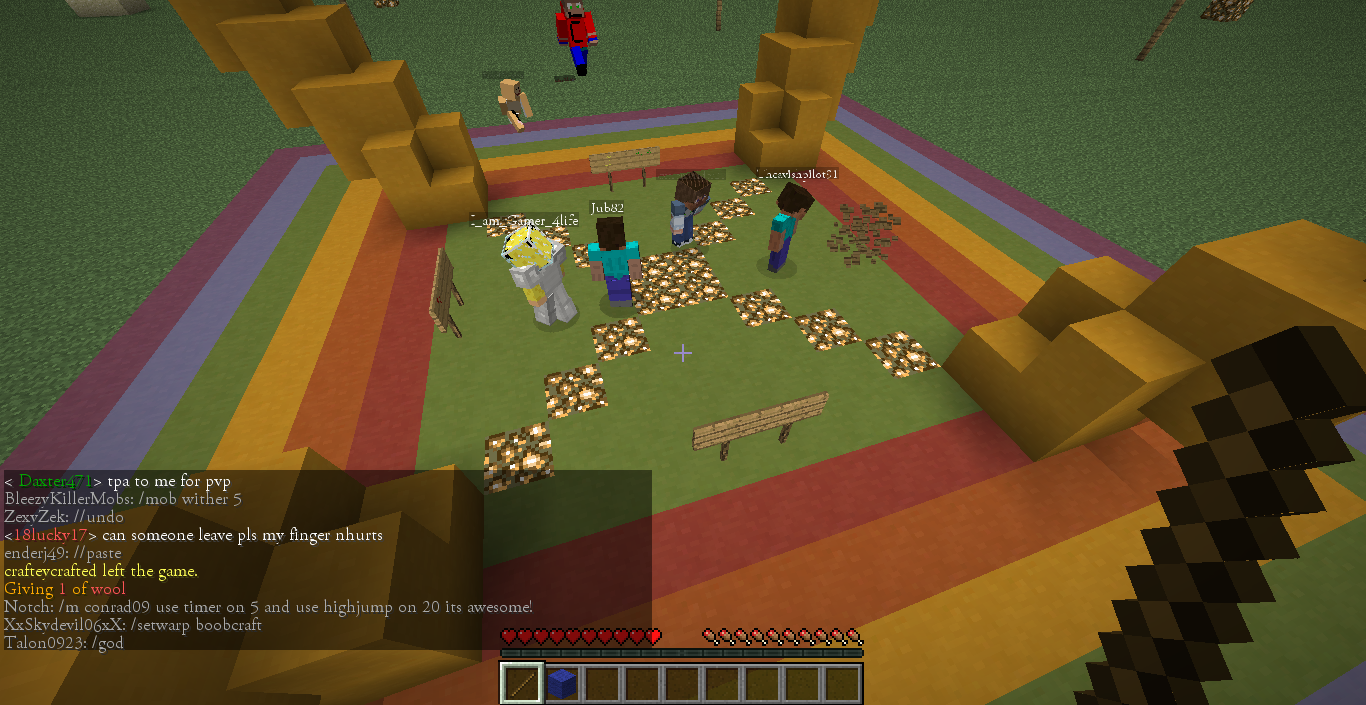 Jub82
< Daxter471> tpa to me for pvp
BleezyKillerMobs: /mob wither 5
ZexyZek: //undo
<18lucky17> can someone leave pls my finger nhurts
enderj49: //paste
crafteycrafted left the game.
Giving 1 of wool
Notch: /m conrad09 use timer on 5 and use highjump on 20 its awesome!
XxSkydevil06xX: /setwarp boobcraft
Talon0923: /god